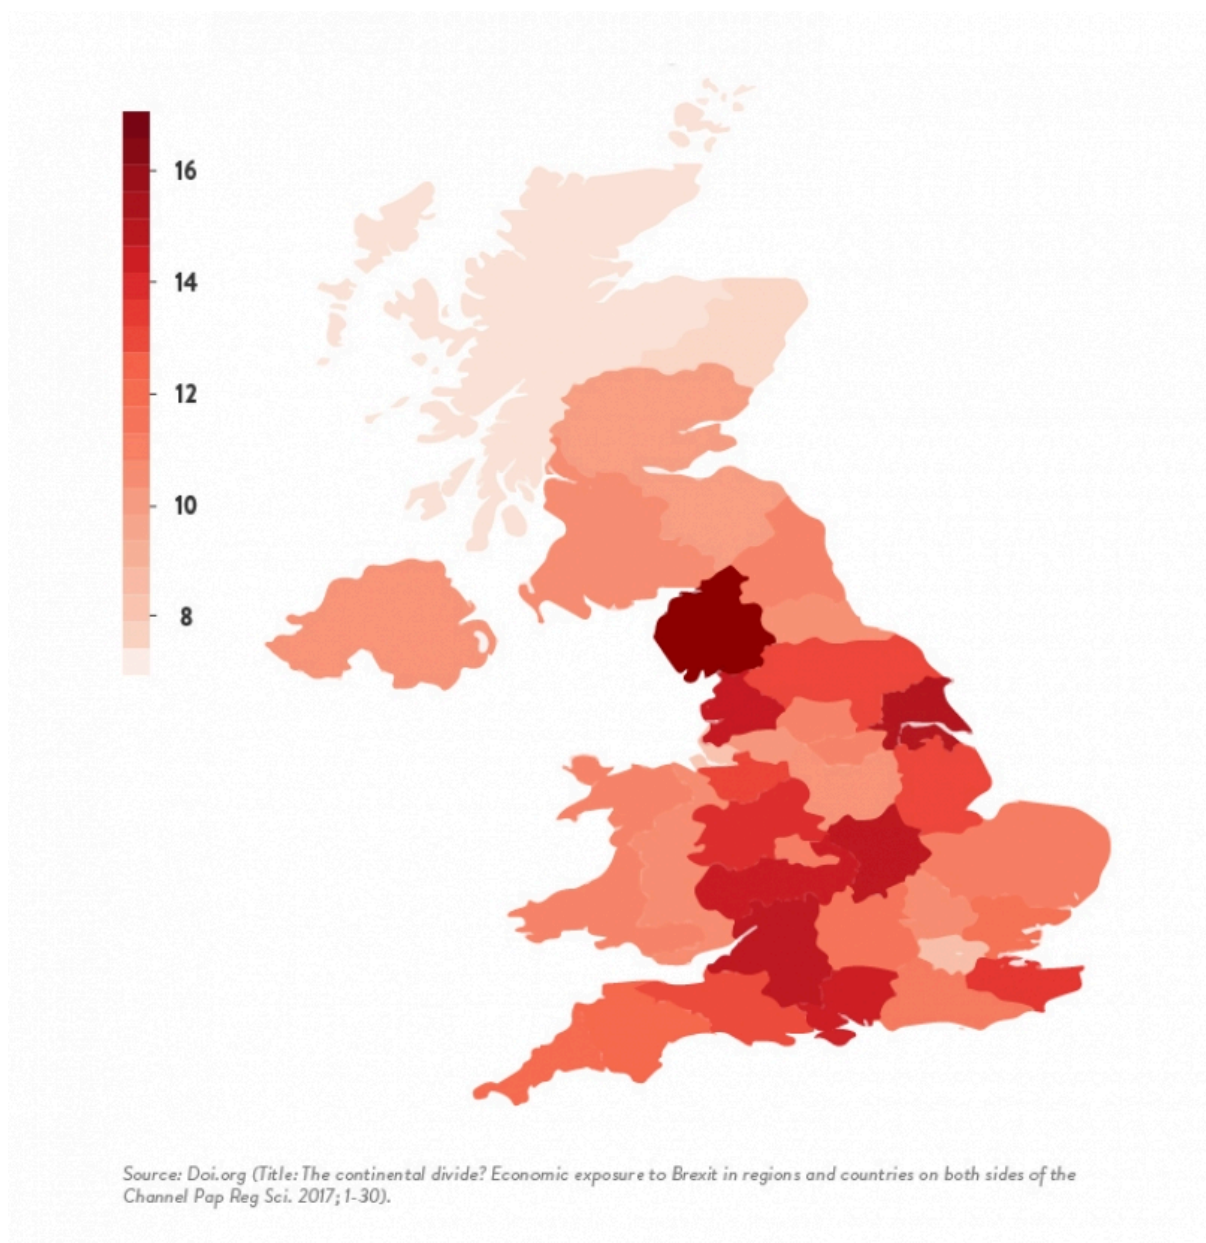 16
14
12
10
8
Source: Doi.org (Title: The continental divide? Economic exposure to Brexit in regions and countries on both sides of the
Channel Pap Reg Sci. 2017; 1-30).